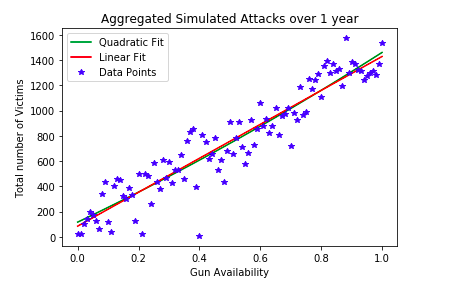 Aggregated Simulated Attacks over 1 year
Quadratic Fit
Linear Fit
Data Points
Total number of Victims
1600
1400
1200
1000
800
600
400
200
0
0.0 0.2 0.4 0.6 0.8 1.0
Gun Availability